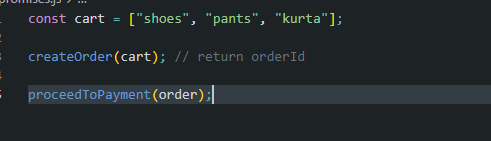 promises.js > ...
const cart = ["shoes", "pants", "kurta"];
createOrder(cart); // return orderId
proceedToPayment(order);